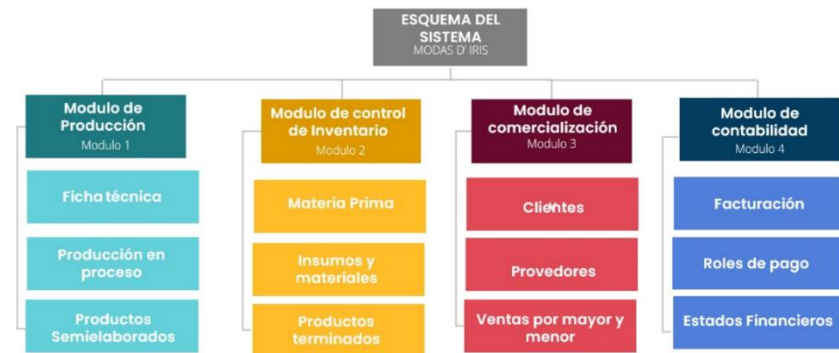 ESQUEMA DEL
SISTEMA
MODAS D' IRIS
Modulo de
Producción
Modulo 1
Ficha técnica
Producción en
proceso
Productos
Semielaborados
Modulo de control
de Inventario
Modulo 2
Materia Prima
Insumos y
materiales
Productos
terminados
Modulo de
comercialización
Modulo 3
Clientes
Provedores
Ventas por mayor y
menor
Modulo de
contabilidad
Modulo 4
Facturación
Roles de pago
Estados Financieros